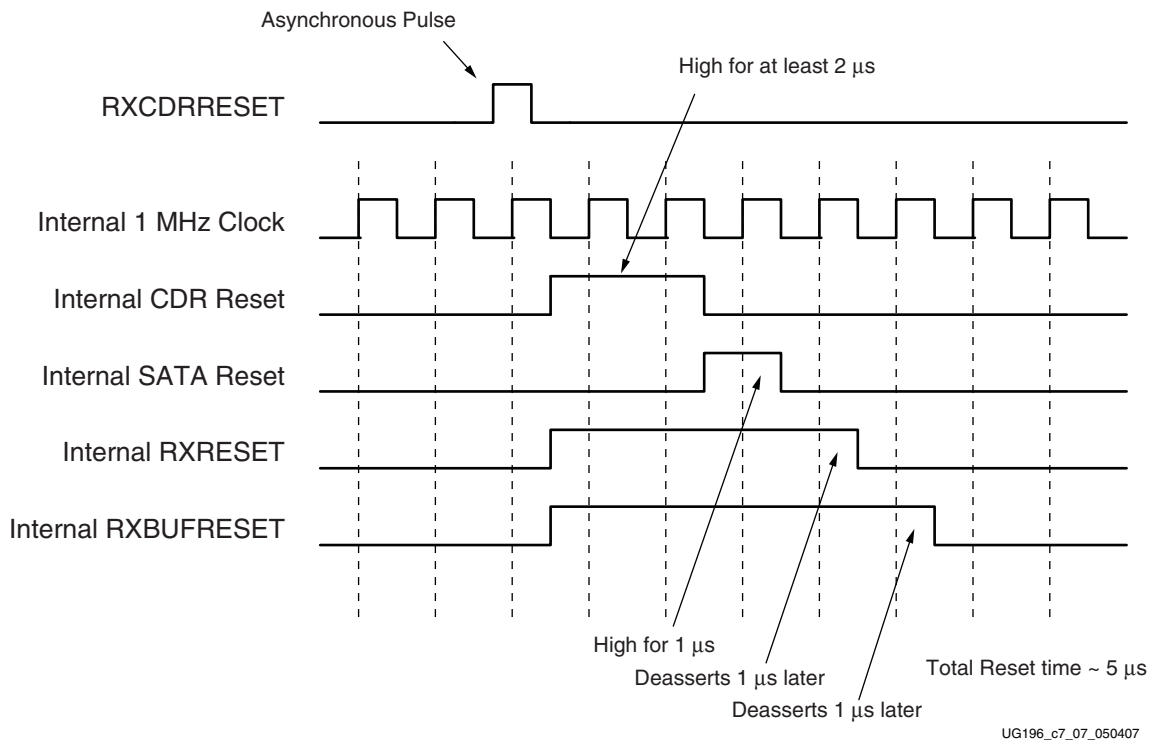 Asynchronous Pulse
High for at least 2 μs
RXCDRRESET
Internal 1 MHz Clock
Internal CDR Reset
Internal SATA Reset
Internal RXRESET
Internal RXBUFRESET
High for 1 μs
Deasserts 1 μs later
Total Reset time ~ 5 μs
Deasserts 1 μs later
UG196_c7_07_050407